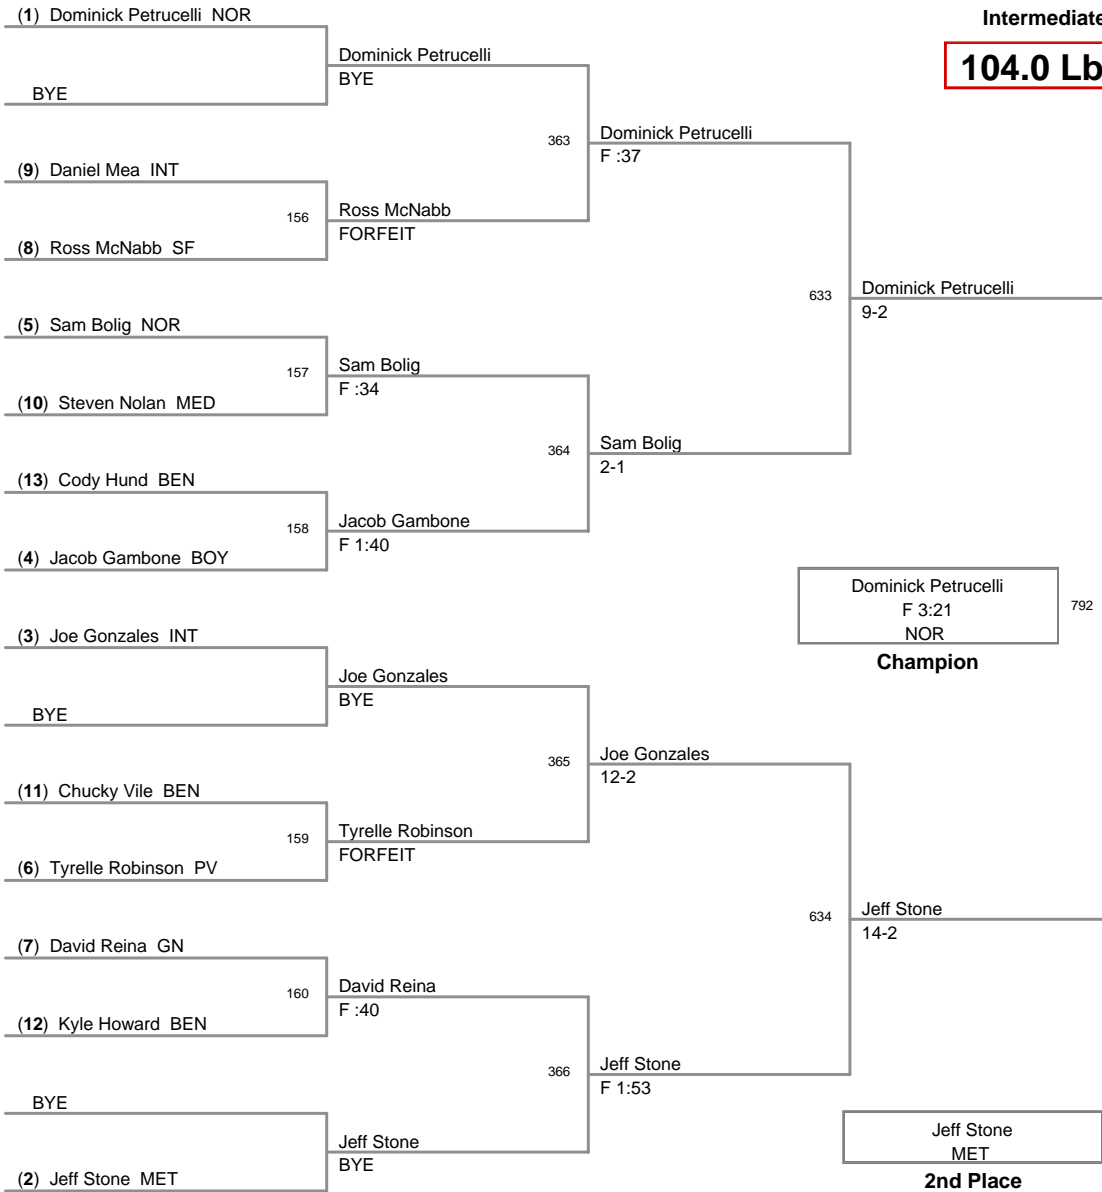 (1) Dominick Petrucelli NOR
Intermediate
104.0 Lb
Dominick Petrucelli
BYE
BYE
363
Dominick Petrucelli
F :37
(9) Daniel Mea INT
156
Ross McNabb
FORFEIT
(8) Ross McNabb SF
633
Dominick Petrucelli
9-2
(5) Sam Bolig NOR
157
Sam Bolig
F :34
(10) Steven Nolan MED
364
Sam Bolig
2-1
(13) Cody Hund BEN
158
Jacob Gambone
F 1:40
(4) Jacob Gambone BOY
Dominick Petrucelli
F 3:21
NOR
792
Champion
(3) Joe Gonzales INT
Joe Gonzales
BYE
BYE
365
Joe Gonzales
12-2
(11) Chucky Vile BEN
159
Tyrelle Robinson
FORFEIT
(6) Tyrelle Robinson PV
634
Jeff Stone
14-2
(7) David Reina GN
160
David Reina
F :40
(12) Kyle Howard BEN
366
Jeff Stone
F 1:53
BYE
Jeff Stone
BYE
(2) Jeff Stone MET
Jeff Stone
MET
2nd Place